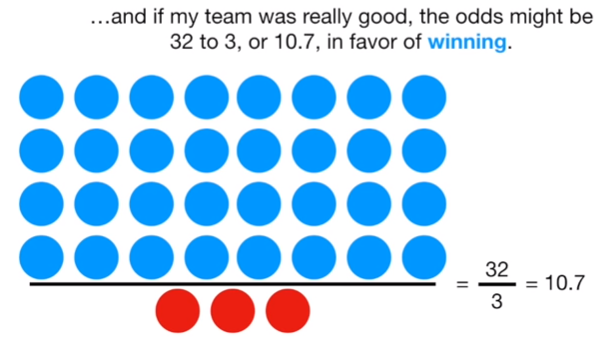 ...and if my team was really good, the odds might be
32 to 3, or 10.7, in favor of winning.
= 32/3 = 10.7